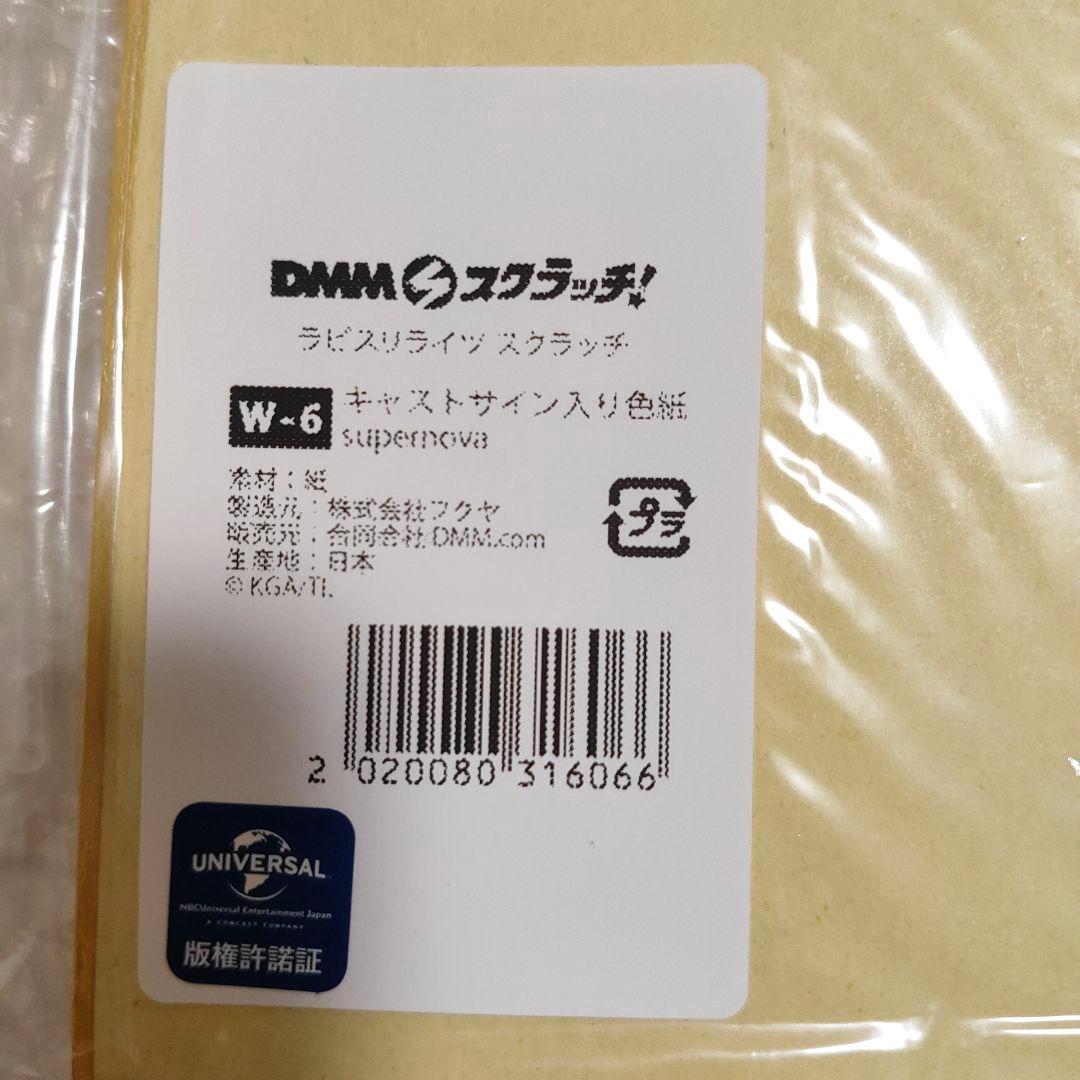 DMM スクラッチ!
ラピスリライツ スクラッチ
W-6 キャストサイン入り色紙
supernova
素材：紙
製造元：株式会社フクヤ
販売元：合同会社DMM.com
生産地：日本
© KGA/TL
プラ
2 020080 316066
UNIVERSAL
NBCUniversal Entertainment Japan
A COMCAST COMPANY
版権許諾証